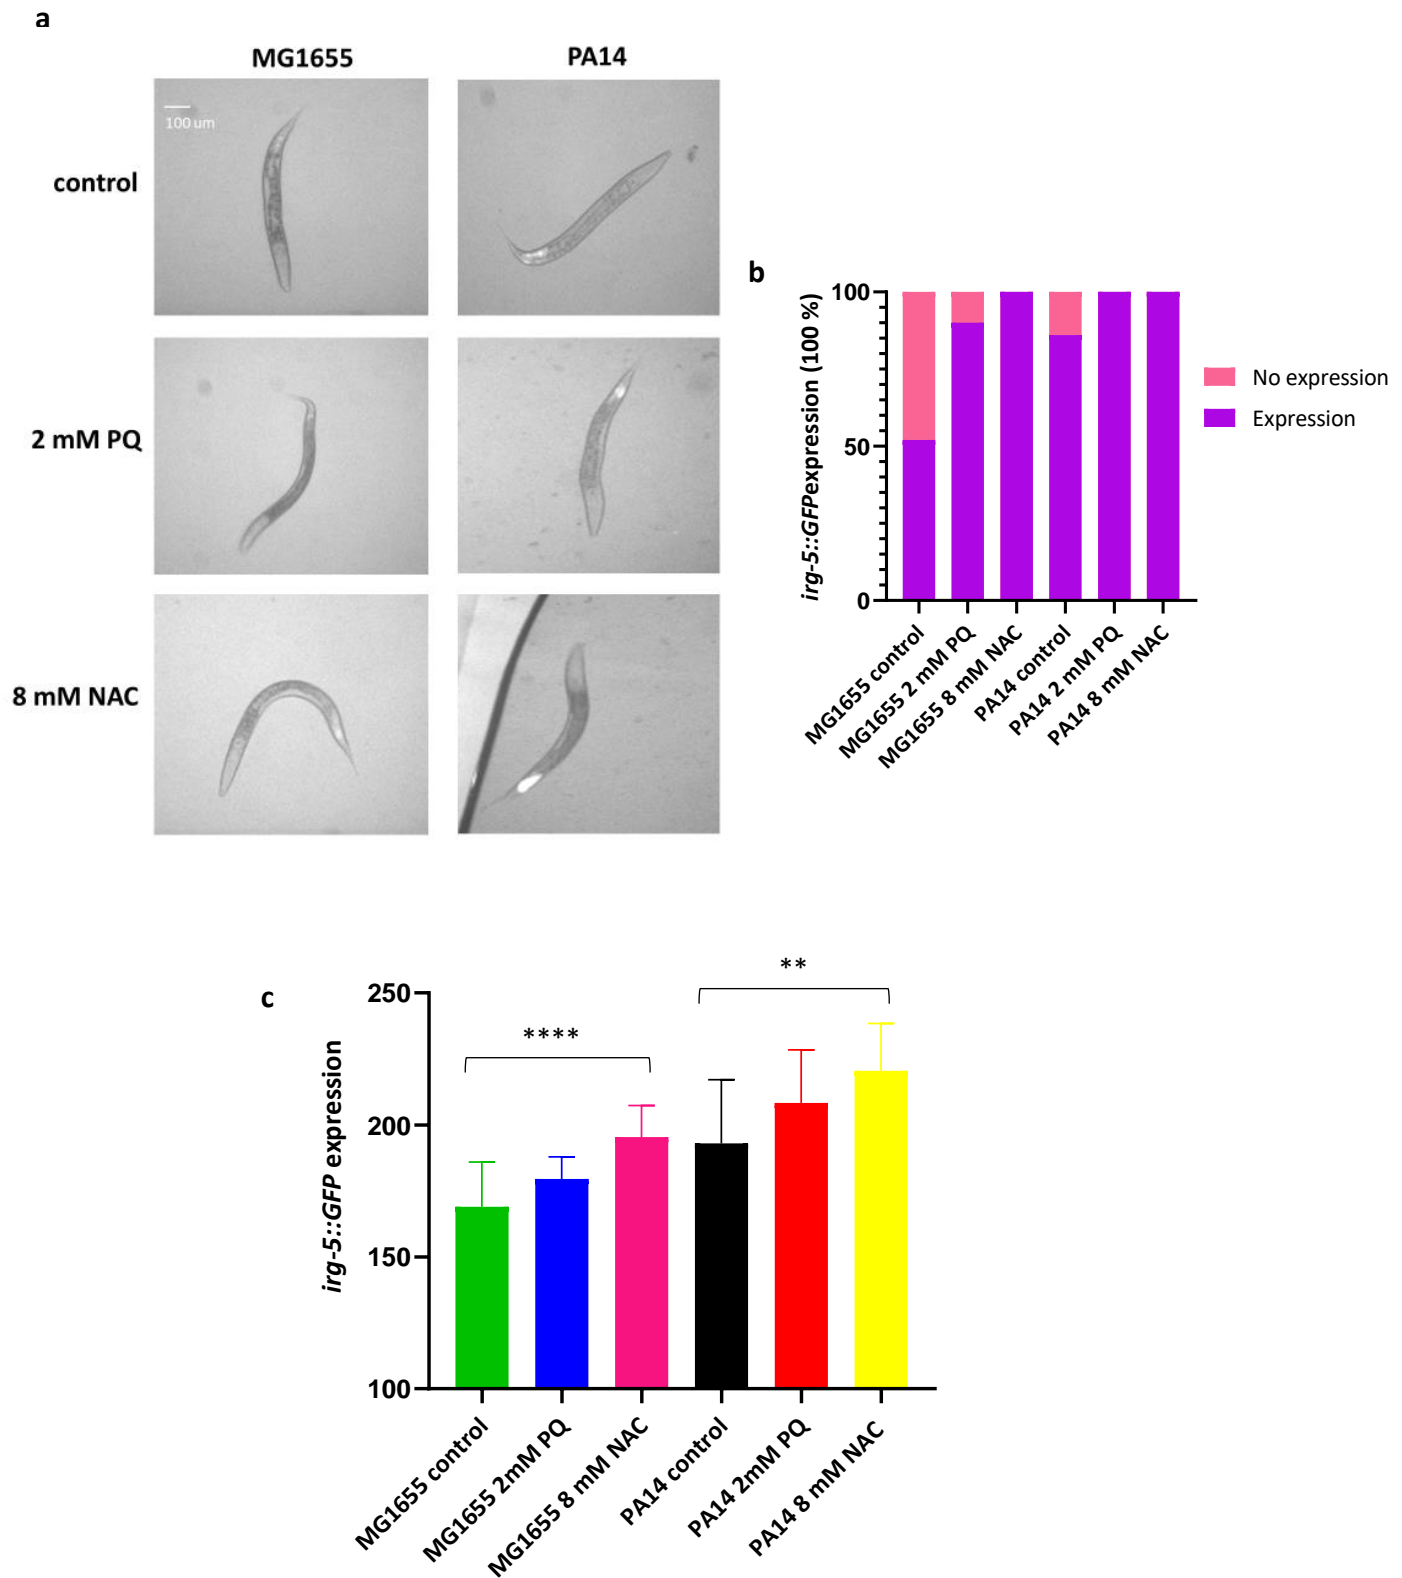 a
MG1655
PA14
100 um
control
2 mM PQ
8 mM NAC
b
irg-5::GFPexpression (100 %)
100
50
0
No expression
Expression
MG1655 control
MG1655 2 mM PQ
MG1655 8 mM NAC
PA14 control
PA14 2 mM PQ
PA14 8 mM NAC
c
irg-5::GFP expression
250
200
150
100
****
**
MG1655 control
MG1655 2mM PQ
MG1655 8 mM NAC
PA14 control
PA14 2mM PQ
PA14 8 mM NAC